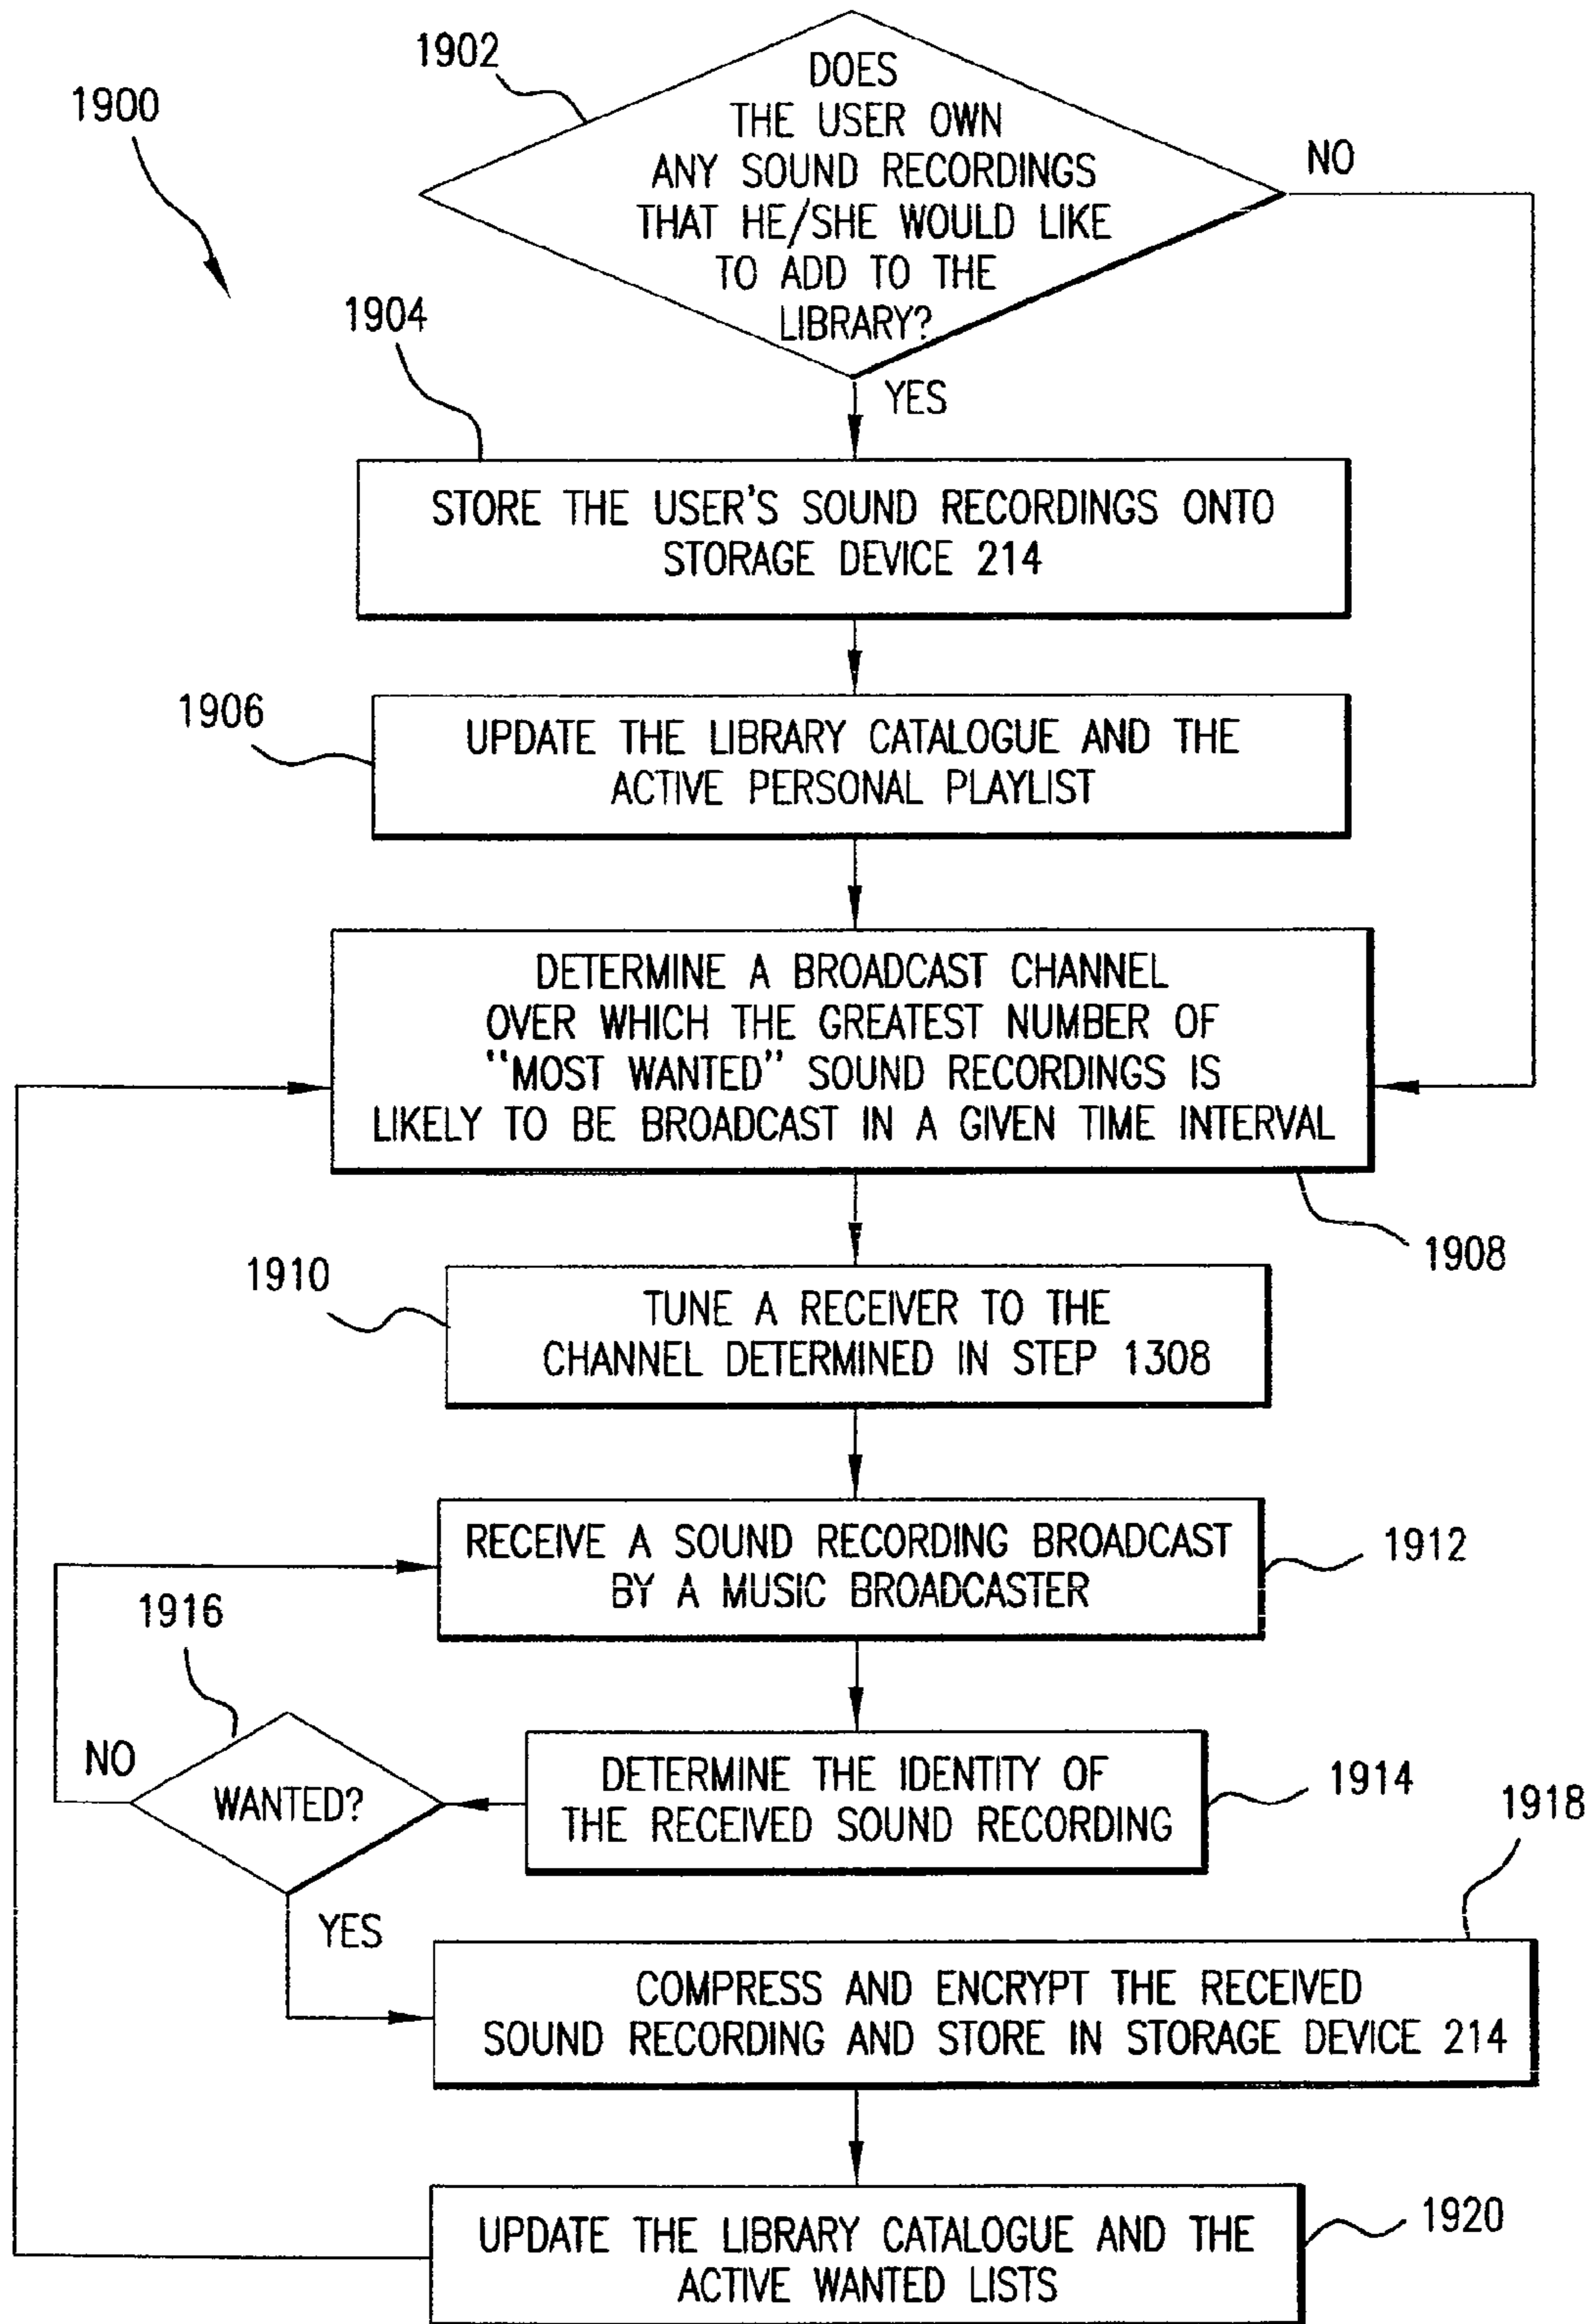 1900
1902
DOES
THE USER OWN
ANY SOUND RECORDINGS
THAT HE/SHE WOULD LIKE
TO ADD TO THE
LIBRARY?
NO
YES
1904
STORE THE USER'S SOUND RECORDINGS ONTO
STORAGE DEVICE 214
1906
UPDATE THE LIBRARY CATALOGUE AND THE
ACTIVE PERSONAL PLAYLIST
DETERMINE A BROADCAST CHANNEL
OVER WHICH THE GREATEST NUMBER OF
"MOST WANTED" SOUND RECORDINGS IS
LIKELY TO BE BROADCAST IN A GIVEN TIME INTERVAL
1908
1910
TUNE A RECEIVER TO THE
CHANNEL DETERMINED IN STEP 1308
RECEIVE A SOUND RECORDING BROADCAST
BY A MUSIC BROADCASTER
1912
DETERMINE THE IDENTITY OF
THE RECEIVED SOUND RECORDING
1914
1916
WANTED?
NO
YES
1918
COMPRESS AND ENCRYPT THE RECEIVED
SOUND RECORDING AND STORE IN STORAGE DEVICE 214
UPDATE THE LIBRARY CATALOGUE AND THE
ACTIVE WANTED LISTS
1920